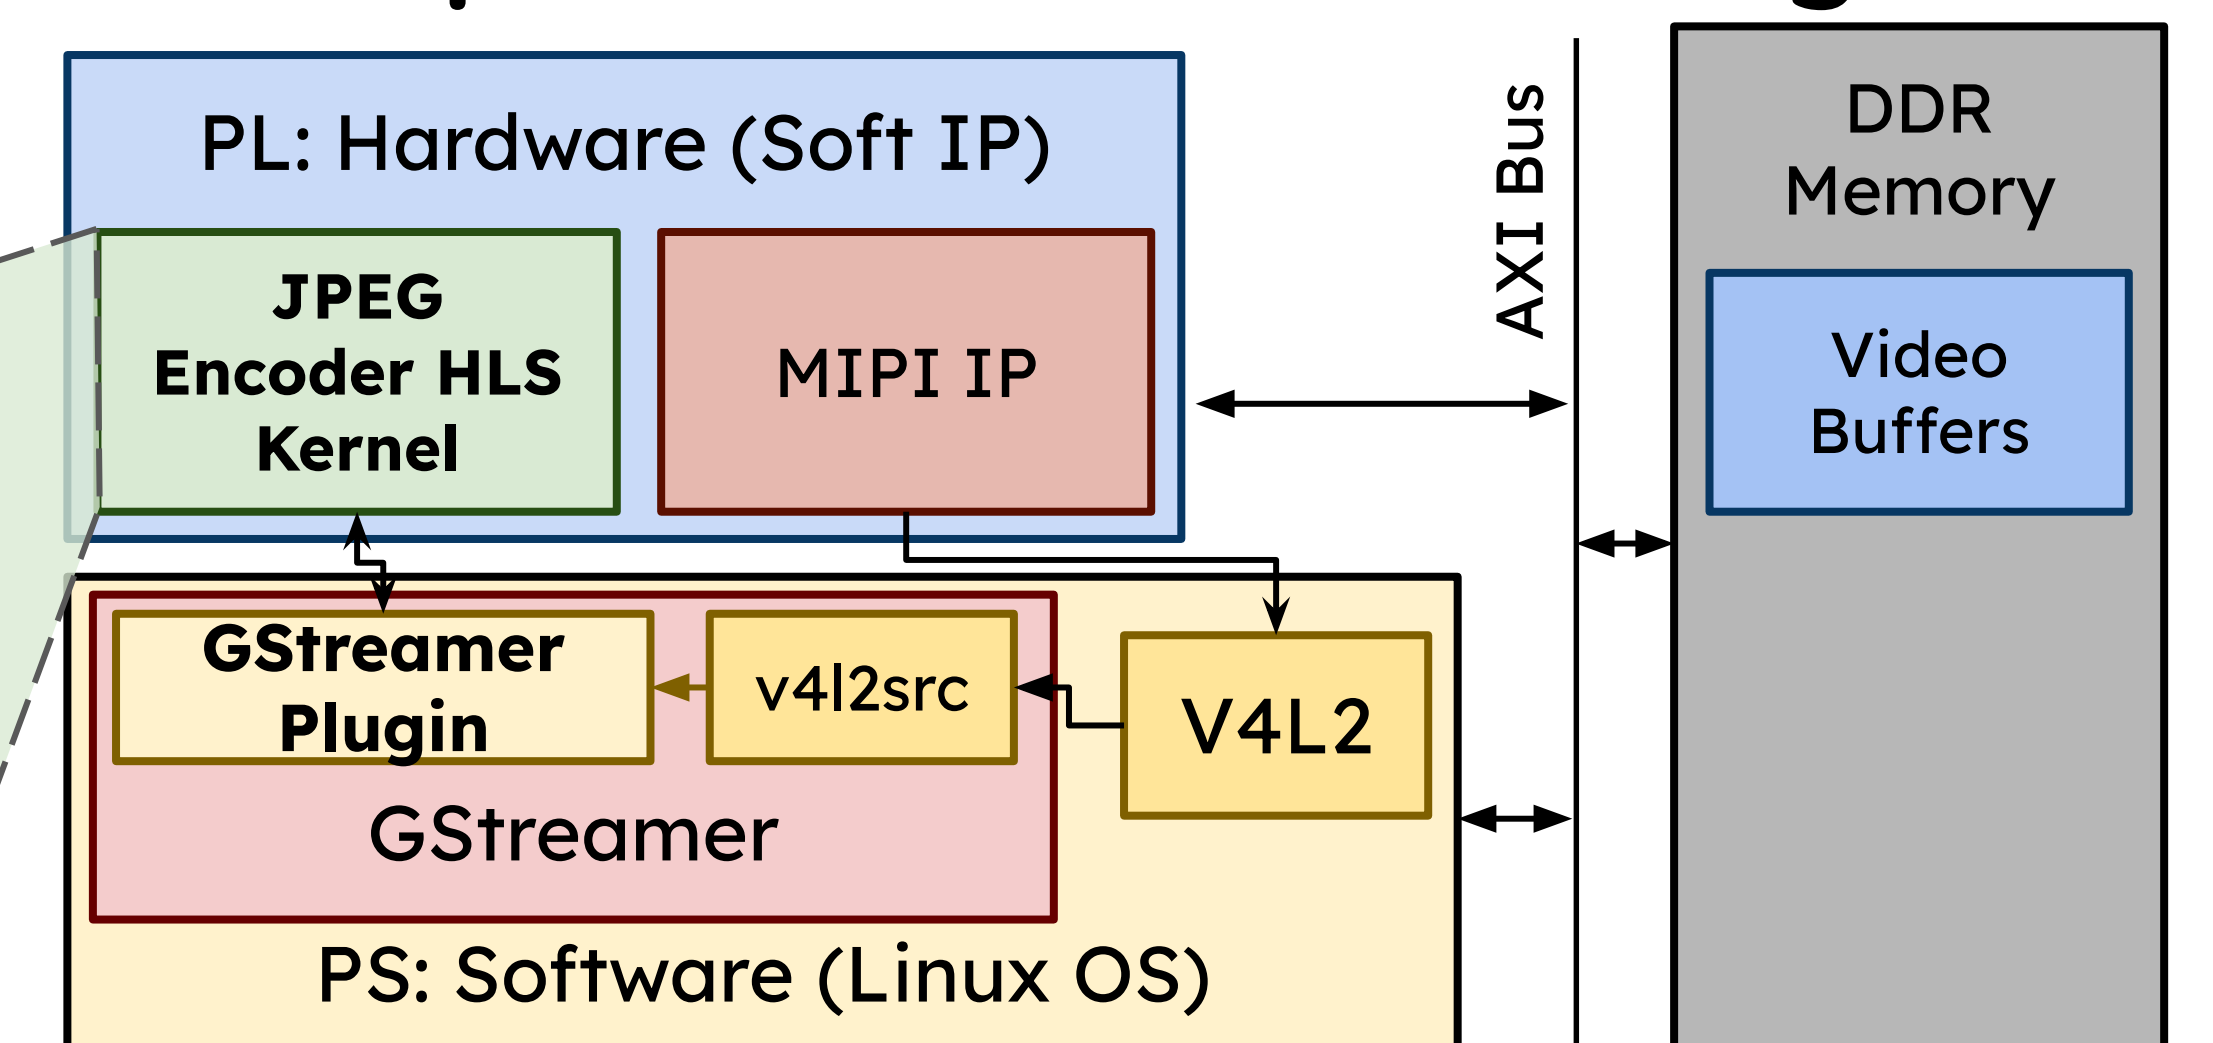 PL: Hardware (Soft IP)
JPEG
Encoder HLS
Kernel
MIPI IP
AXI Bus
DDR
Memory
Video
Buffers
GStreamer
Plugin
v4l2src
V4L2
GStreamer
PS: Software (Linux OS)